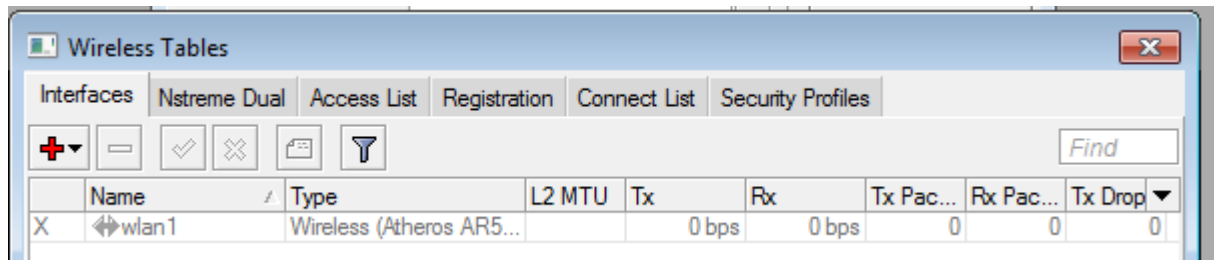 Wireless Tables
Interfaces Nstreme Dual Access List Registration Connect List Security Profiles
Find
Name Type L2 MTU Tx Rx Tx Pac... Rx Pac... Tx Drop
X wlan1 Wireless (Atheros AR5... 0 bps 0 bps 0 0 0